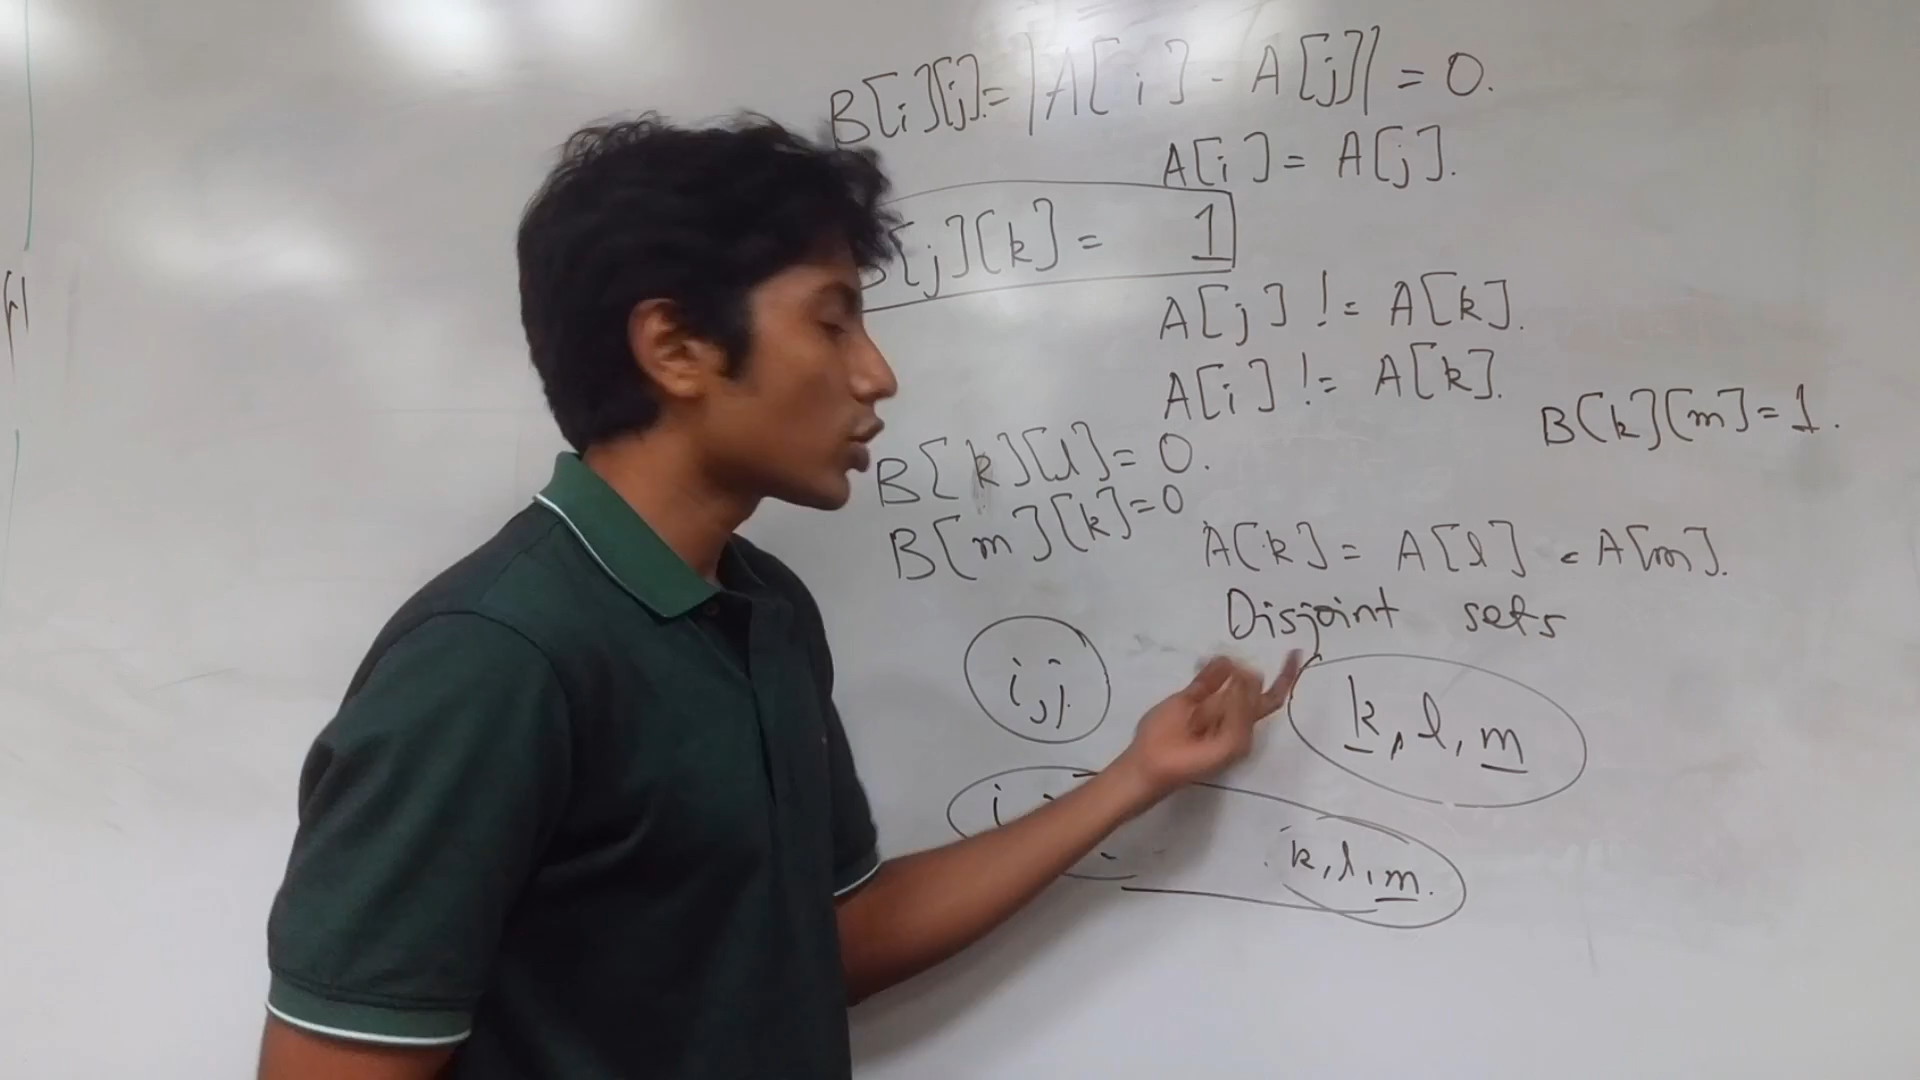 B[i][j]= |A[i] - A[j]| = 0.
A[i] = A[j].
B[j][k] = 1
A[j] != A[k].
A[i] != A[k].
B[k][m]=1.
B[k][l]= 0.
B[m][k]=0
A[k] = A[l] = A[m].
Disjoint sets
i,j.
k, l, m
i
k, l, m.